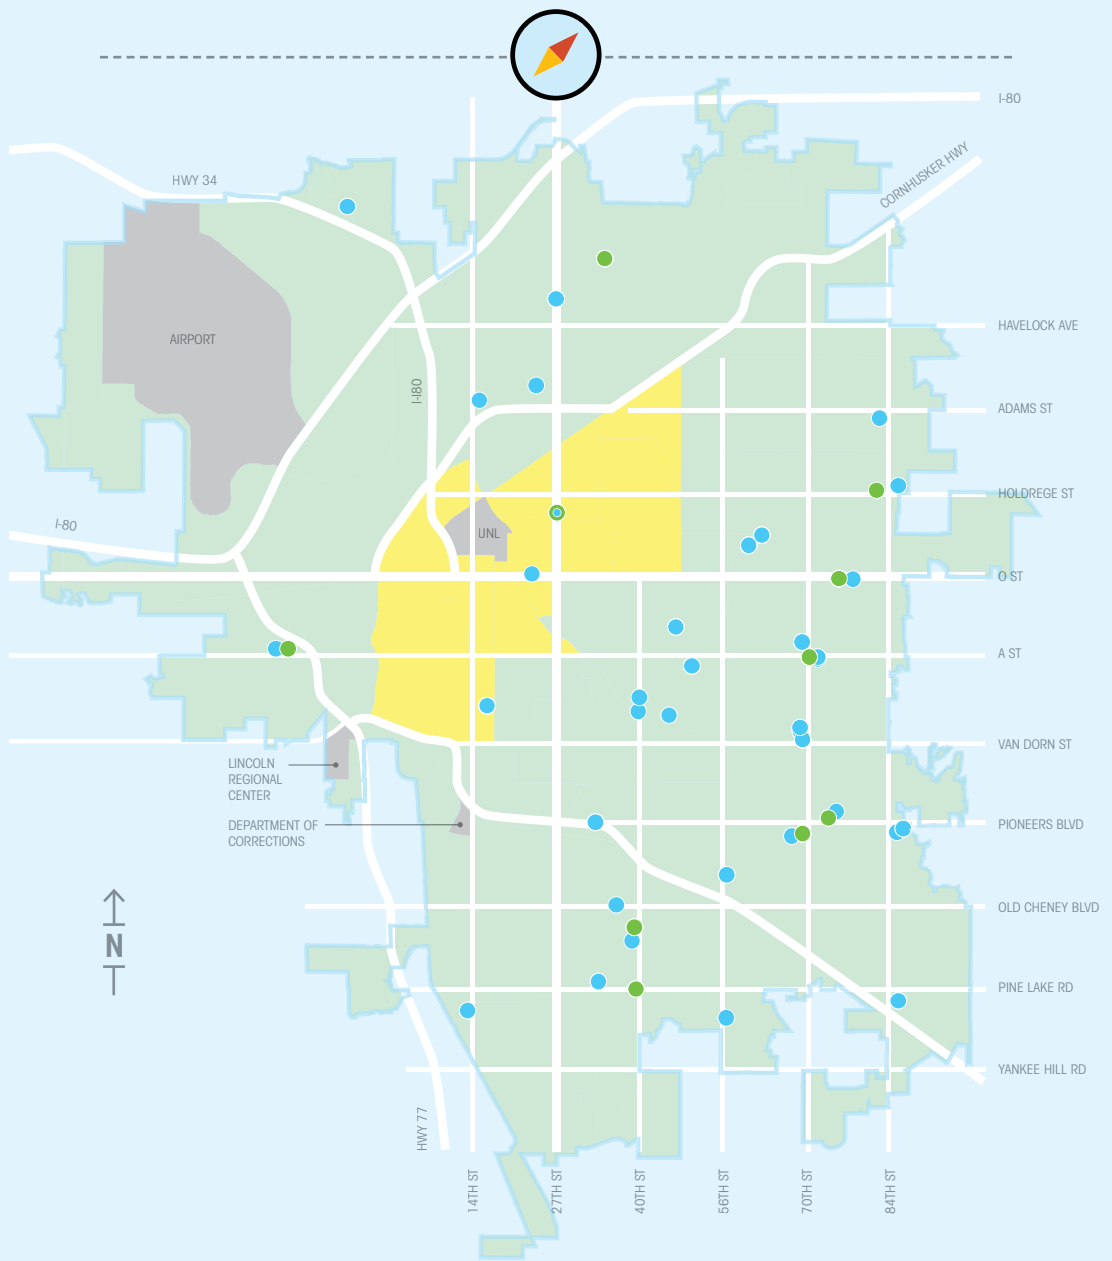 I-80
CORNHUSKER HWY
HWY 34
AIRPORT
HAVELOCK AVE
I-180
ADAMS ST
HOLDREGE ST
I-80
UNL
O ST
A ST
VAN DORN ST
LINCOLN
REGIONAL
CENTER
DEPARTMENT OF
CORRECTIONS
PIONEERS BLVD
OLD CHENEY BLVD
N
PINE LAKE RD
YANKEE HILL RD
HWY 77
14TH ST
27TH ST
40TH ST
56TH ST
70TH ST
84TH ST